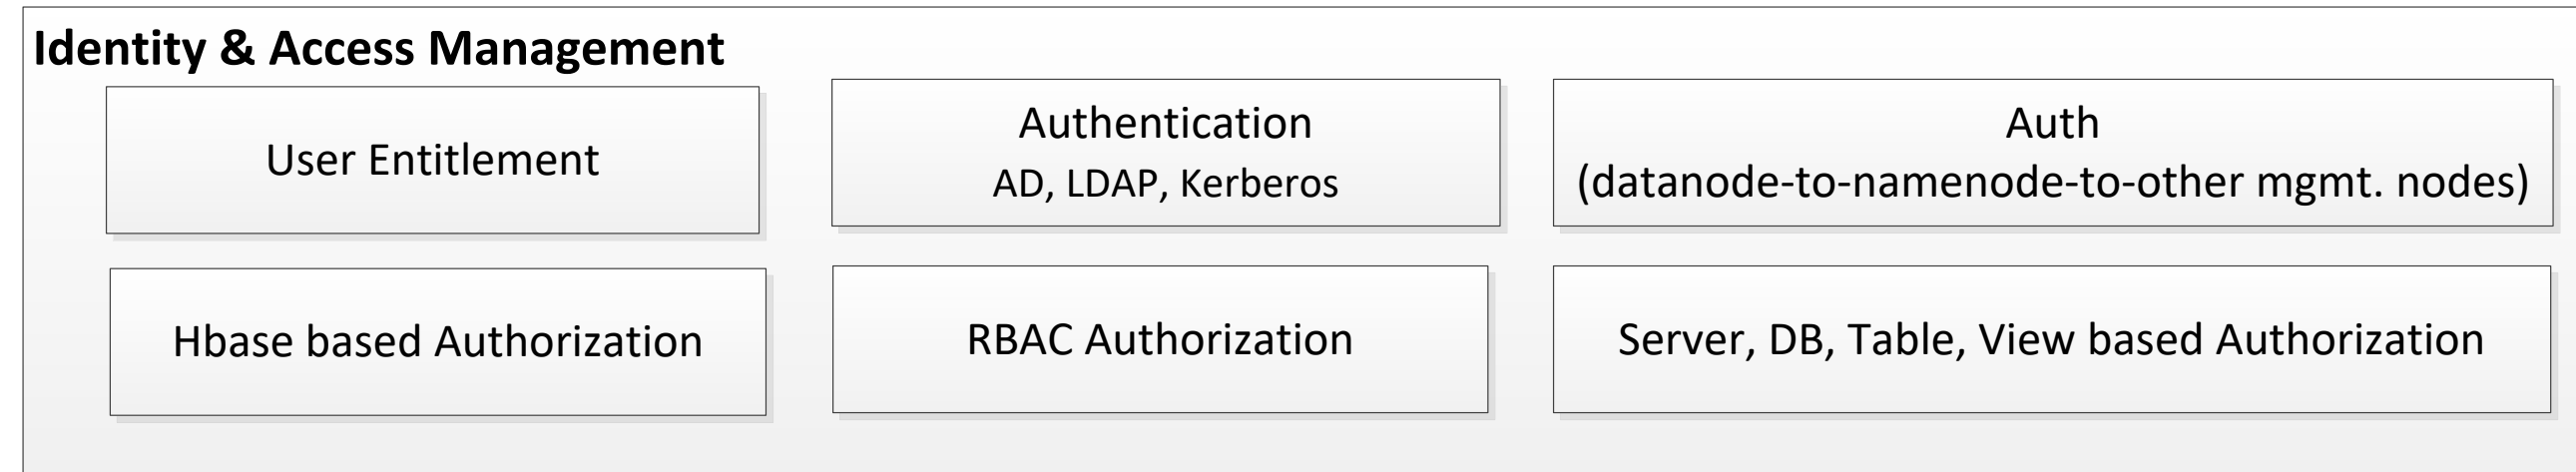 Identity & Access Management
User Entitlement
Authentication
AD, LDAP, Kerberos
Auth
(datanode-to-namenode-to-other mgmt. nodes)
Hbase based Authorization
RBAC Authorization
Server, DB, Table, View based Authorization